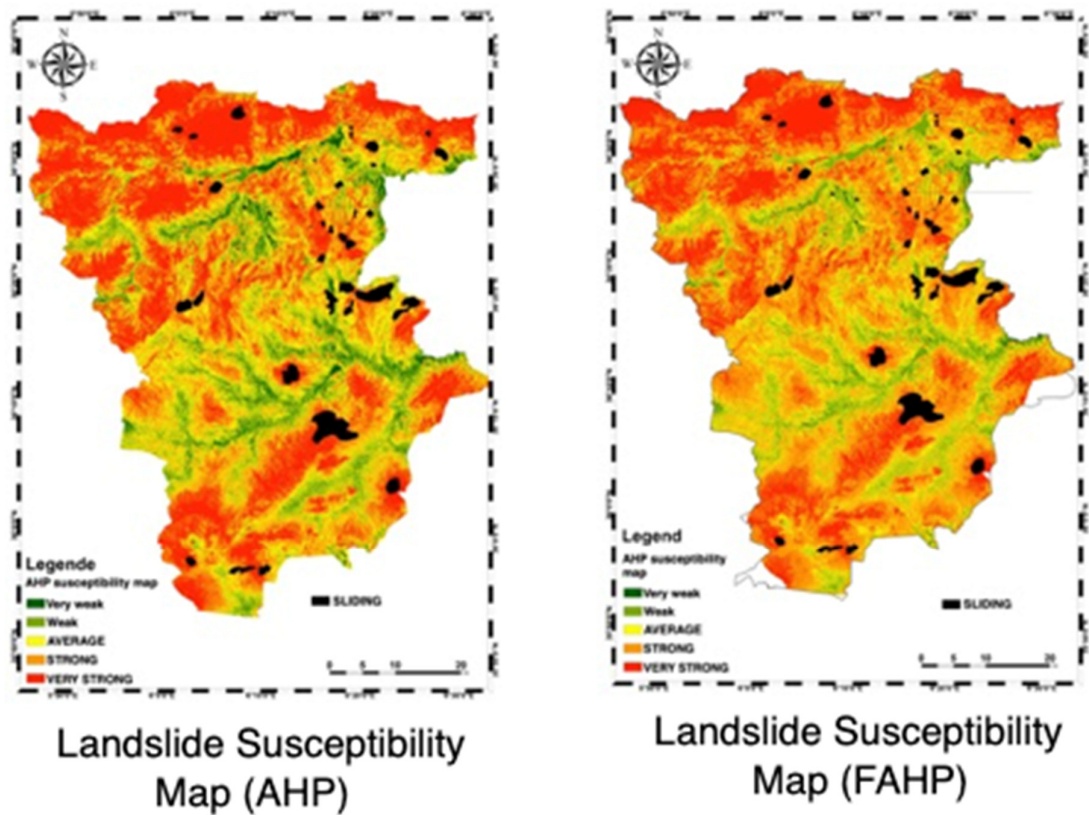 N
W E
S
Legende
AHP susceptibility map
Very weak
Weak
AVERAGE
STRONG
VERY STRONG
SLIDING
0 5 10 20
Landslide Susceptibility
Map (AHP)
N
W E
S
Legend
AHP susceptibility
map
Very weak
Weak
AVERAGE
STRONG
VERY STRONG
SLIDING
0 5 10 20
Landslide Susceptibility
Map (FAHP)